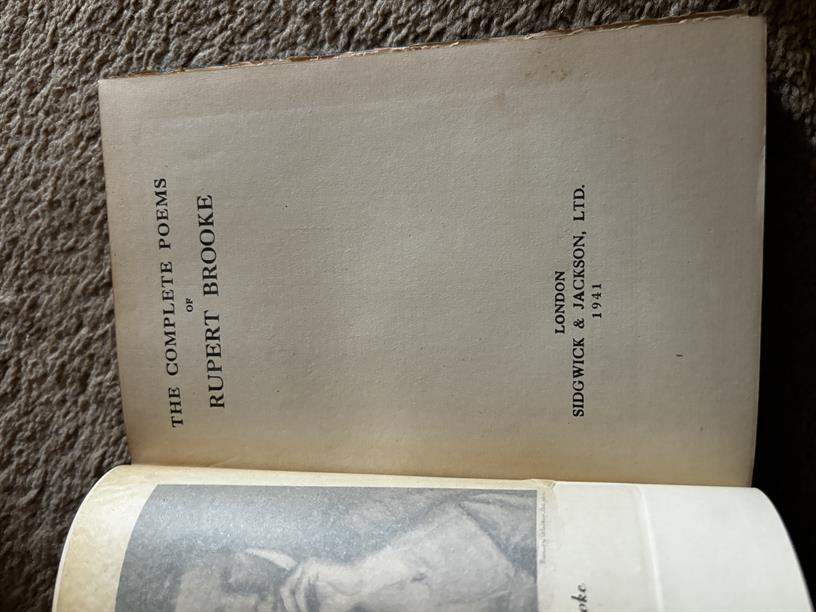 THE COMPLETE POEMS
OF
RUPERT BROOKE
LONDON
SIDGWICK & JACKSON, LTD.
1941